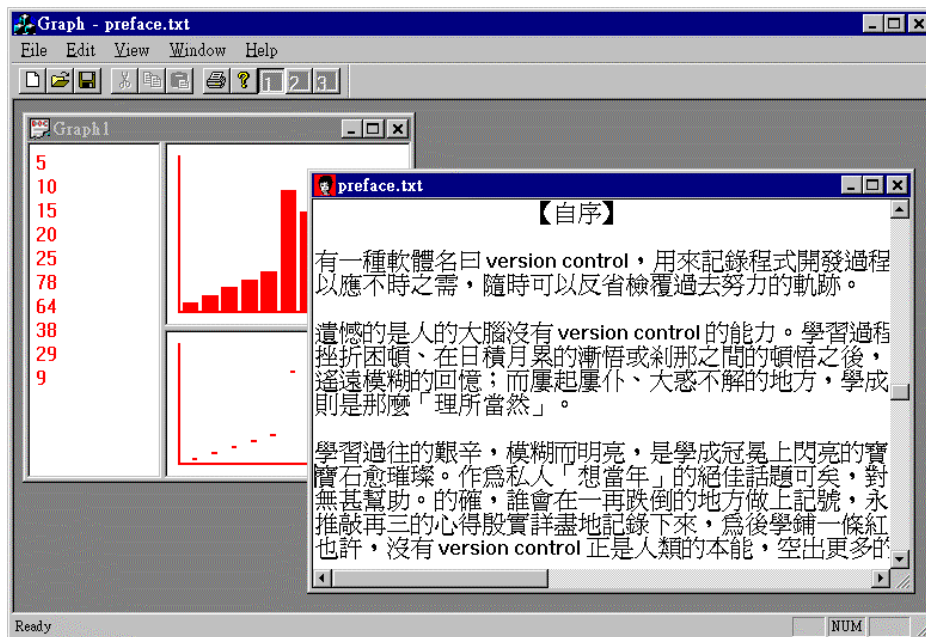 Graph - preface.txt
File Edit View Window Help
1 2 3
Graph1
5
10
15
20
25
78
64
38
29
9
preface.txt
【自序】
有一種軟體名曰 version control，用來記錄程式開發過程
以應不時之需，隨時可以反省檢覆過去努力的軌跡。
遺憾的是人的大腦沒有 version control 的能力。學習過程
挫折困頓、在日積月累的漸悟或剎那之間的頓悟之後，
遙遠模糊的回憶；而屢起屢仆、大惑不解的地方，學成
則是那麼「理所當然」。
學習過往的艱辛，模糊而明亮，是學成冠冕上閃亮的寶
寶石愈璀璨。作為私人「想當年」的絕佳話題可矣，對
無甚幫助。的確，誰會在一再跌倒的地方做上記號，永
推敲再三的心得殷實詳盡地記錄下來，為後學鋪一條紅
也許，沒有 version control 正是人類的本能，空出更多的
Ready
NUM